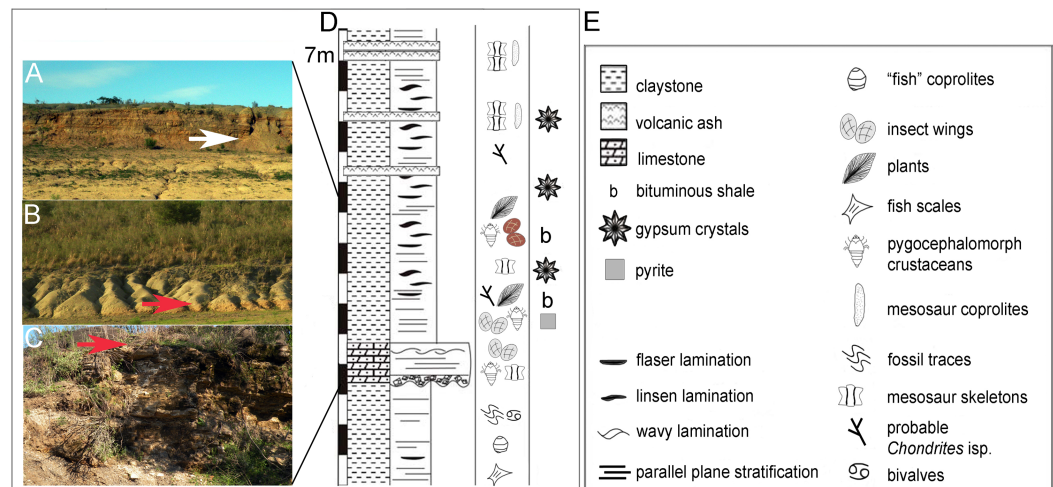 D
E
7m
A
B
C
b
b
claystone
volcanic ash
limestone
b bituminous shale
gypsum crystals
pyrite
flaser lamination
linsen lamination
wavy lamination
parallel plane stratification
“fish” coprolites
insect wings
plants
fish scales
pygocephalomorph
crustaceans
mesosaur coprolites
fossil traces
mesosaur skeletons
probable
Chondrites isp.
bivalves